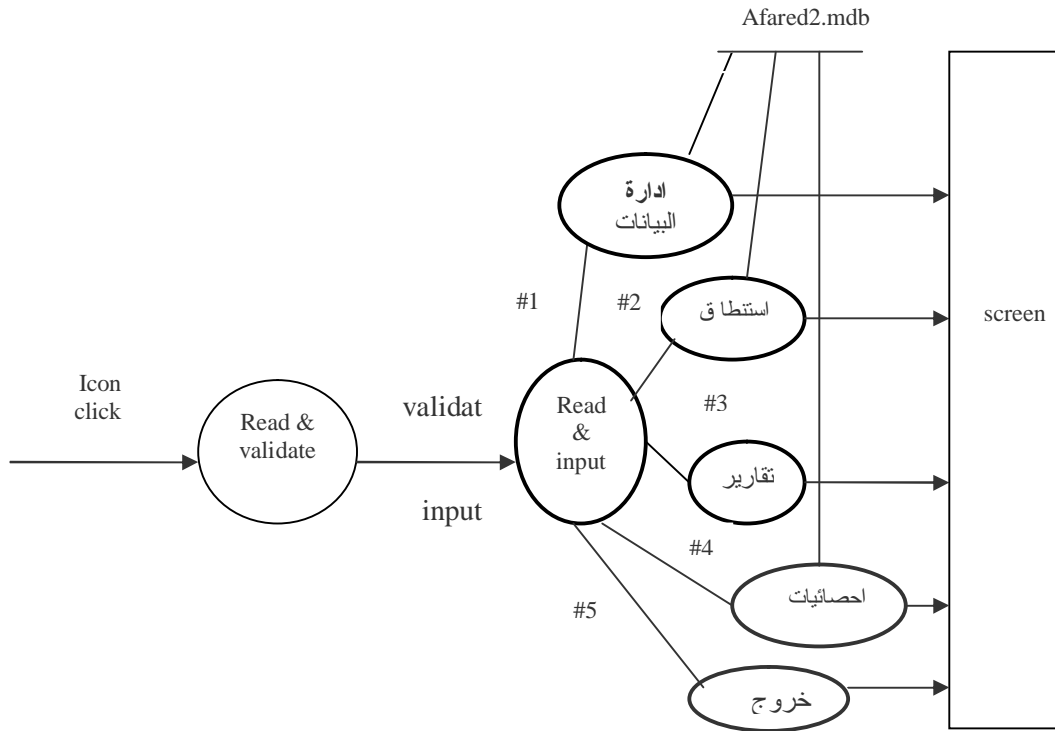 Afared2.mdb
ادارة
البيانات
#1
#2
استنطا ق
screen
Icon
click
Read &
validate
validat
input
Read
&
input
#3
تقارير
#4
احصائيات
#5
خروج